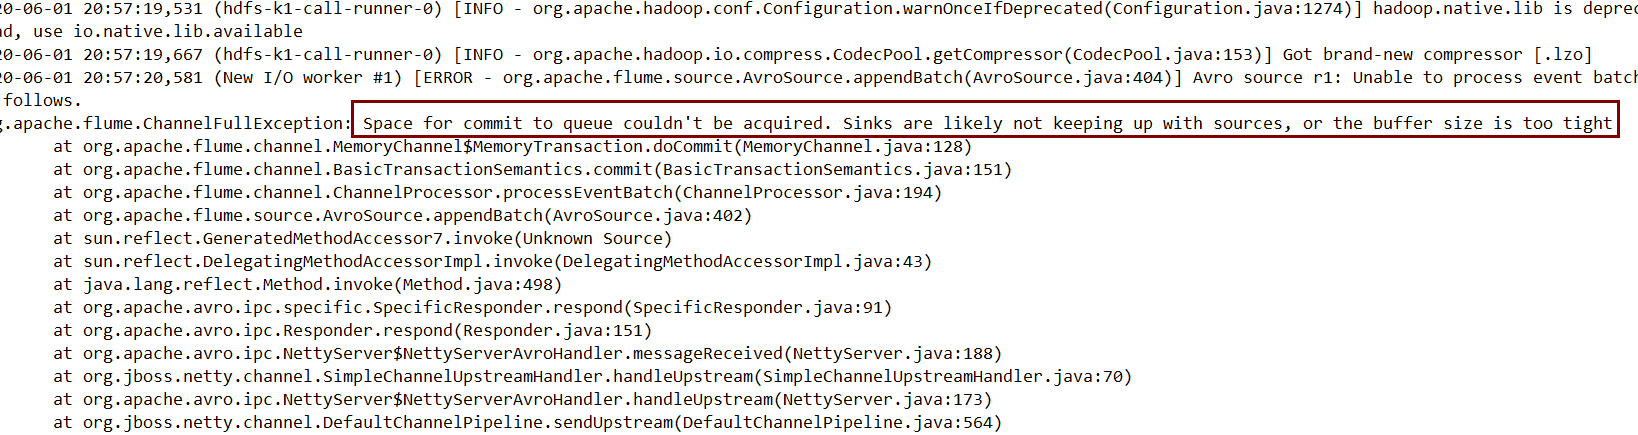 20-06-01 20:57:19,531 (hdfs-k1-call-runner-0) [INFO - org.apache.hadoop.conf.Configuration.warnOnceIfDeprecated(Configuration.java:1274)] hadoop.native.lib is
ad, use io.native.lib.available
20-06-01 20:57:19,667 (hdfs-k1-call-runner-0) [INFO - org.apache.hadoop.io.compress.CodecPool.getCompressor(CodecPool.java:153)] Got brand-new compressor [.lzo]
20-06-01 20:57:20,581 (New I/O worker #1) [ERROR - org.apache.flume.source.AvroSource.appendBatch(AvroSource.java:404)] Avro source r1: Unable to process event batch
follows.
g.apache.flume.ChannelFullException: Space for commit to queue couldn't be acquired. Sinks are likely not keeping up with sources, or the buffer size is too tight
at org.apache.flume.channel.MemoryChannel$MemoryTransaction.doCommit(MemoryChannel.java:128)
at org.apache.flume.channel.BasicTransactionSemantics.commit(BasicTransactionSemantics.java:151)
at org.apache.flume.channel.ChannelProcessor.processEventBatch(ChannelProcessor.java:194)
at org.apache.flume.source.AvroSource.appendBatch(AvroSource.java:402)
at sun.reflect.GeneratedMethodAccessor7.invoke(Unknown Source)
at sun.reflect.DelegatingMethodAccessorImpl.invoke(DelegatingMethodAccessorImpl.java:43)
at java.lang.reflect.Method.invoke(Method.java:498)
at org.apache.avro.ipc.specific.SpecificResponder.respond(SpecificResponder.java:91)
at org.apache.avro.ipc.Responder.respond(Responder.java:151)
at org.apache.avro.ipc.NettyServer$NettyServerAvroHandler.messageReceived(NettyServer.java:188)
at org.jboss.netty.channel.SimpleChannelUpstreamHandler.handleUpstream(SimpleChannelUpstreamHandler.java:70)
at org.apache.avro.ipc.NettyServer$NettyServerAvroHandler.handleUpstream(NettyServer.java:173)
at org.jboss.netty.channel.DefaultChannelPipeline.sendUpstream(DefaultChannelPipeline.java:564)